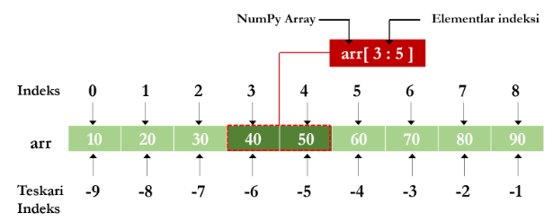 NumPy Array Elementlar indeksi
arr[ 3 : 5 ]
Indeks 0 1 2 3 4 5 6 7 8
arr 10 20 30 40 50 60 70 80 90
Teskari Indeks -9 -8 -7 -6 -5 -4 -3 -2 -1